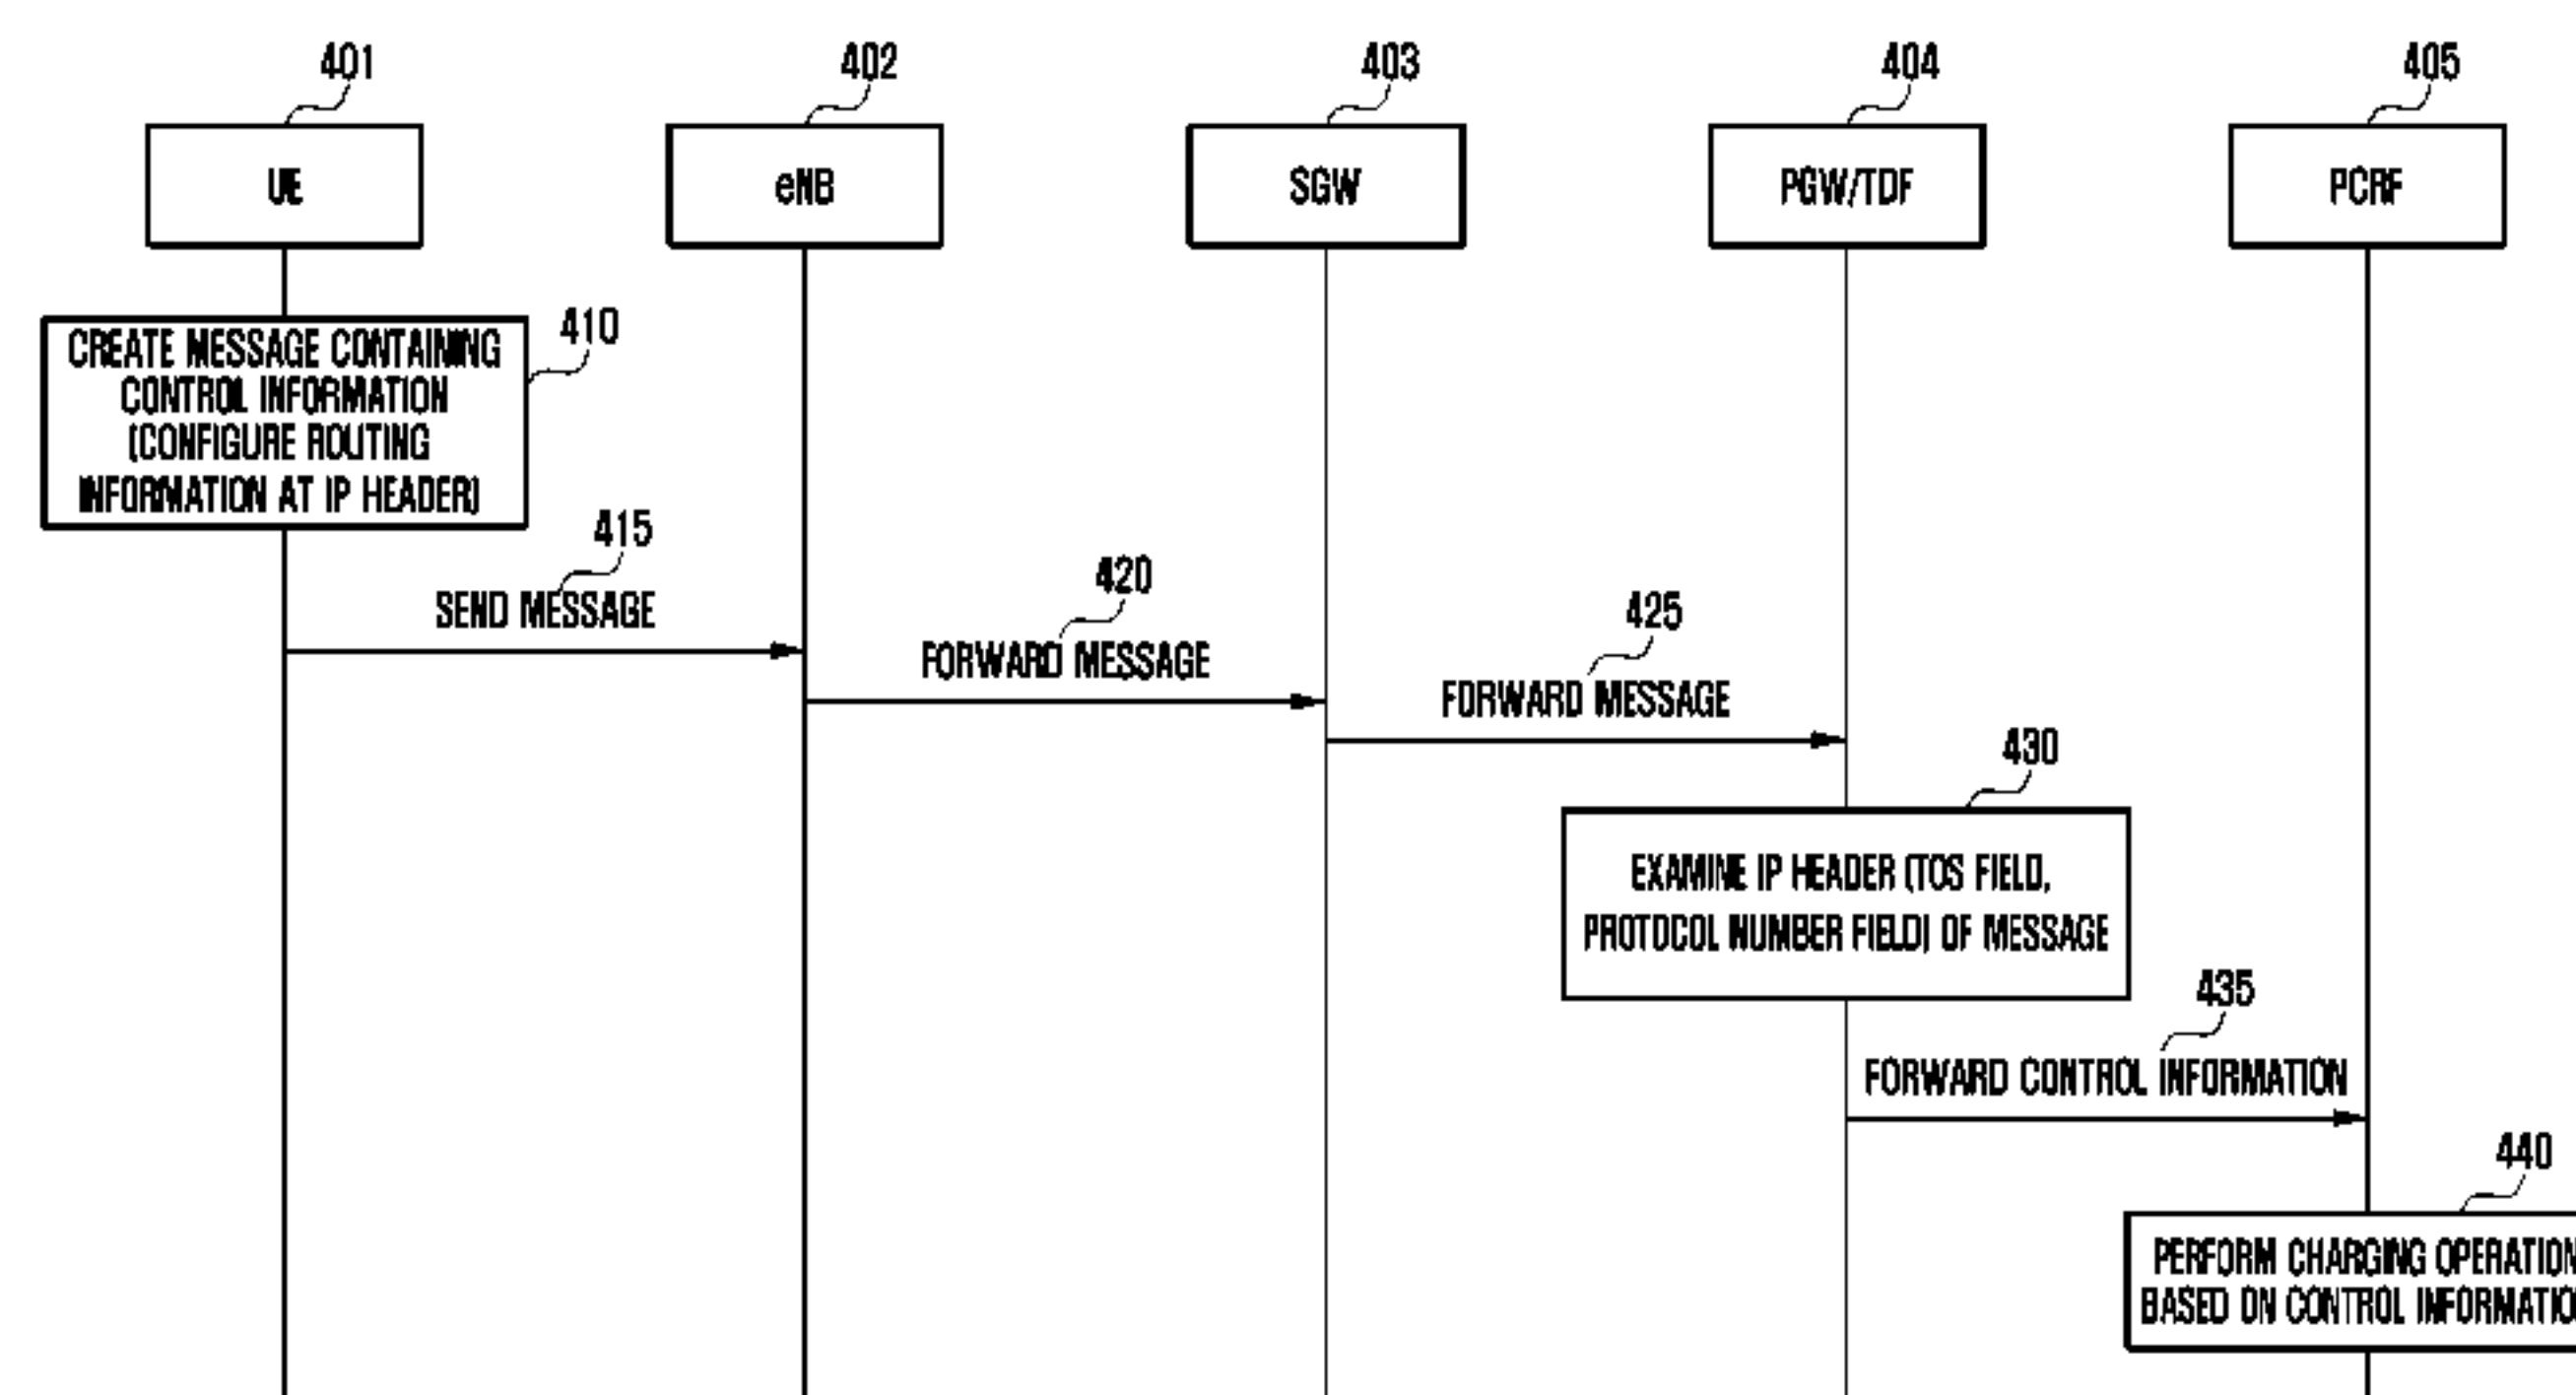 401
402
403
404
405
UE
eNB
SGW
PGW/TDF
PCRF
410
CREATE MESSAGE CONTAINING
CONTROL INFORMATION
(CONFIGURE ROUTING
INFORMATION AT IP HEADER)
415
SEND MESSAGE
420
FORWARD MESSAGE
425
FORWARD MESSAGE
430
EXAMINE IP HEADER (TOS FIELD,
PROTOCOL NUMBER FIELD) OF MESSAGE
435
FORWARD CONTROL INFORMATION
440
PERFORM CHARGING OPERATION
BASED ON CONTROL INFORMATIO